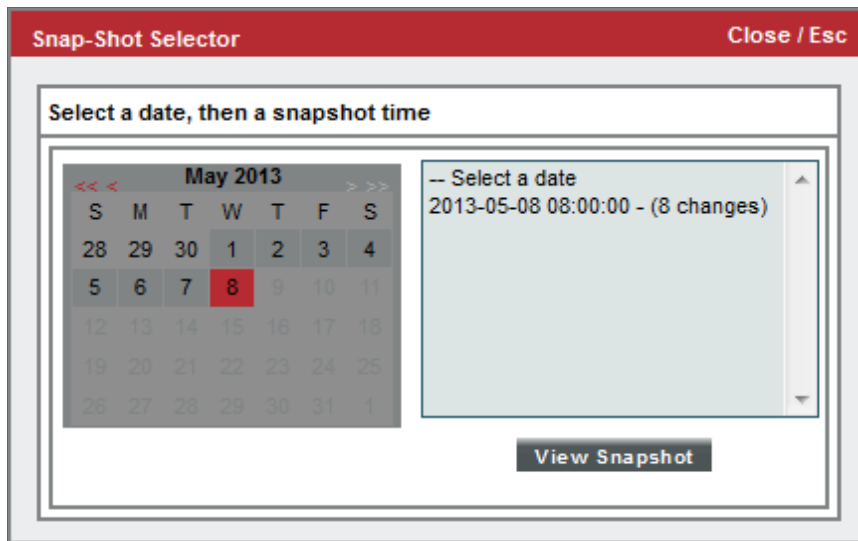 Snap-Shot Selector
Close / Esc
Select a date, then a snapshot time
<< < May 2013 > >>
S M T W T F S
28 29 30 1 2 3 4
5 6 7 8 9 10 11
12 13 14 15 16 17 18
19 20 21 22 23 24 25
26 27 28 29 30 31 1
-- Select a date
2013-05-08 08:00:00 - (8 changes)
View Snapshot